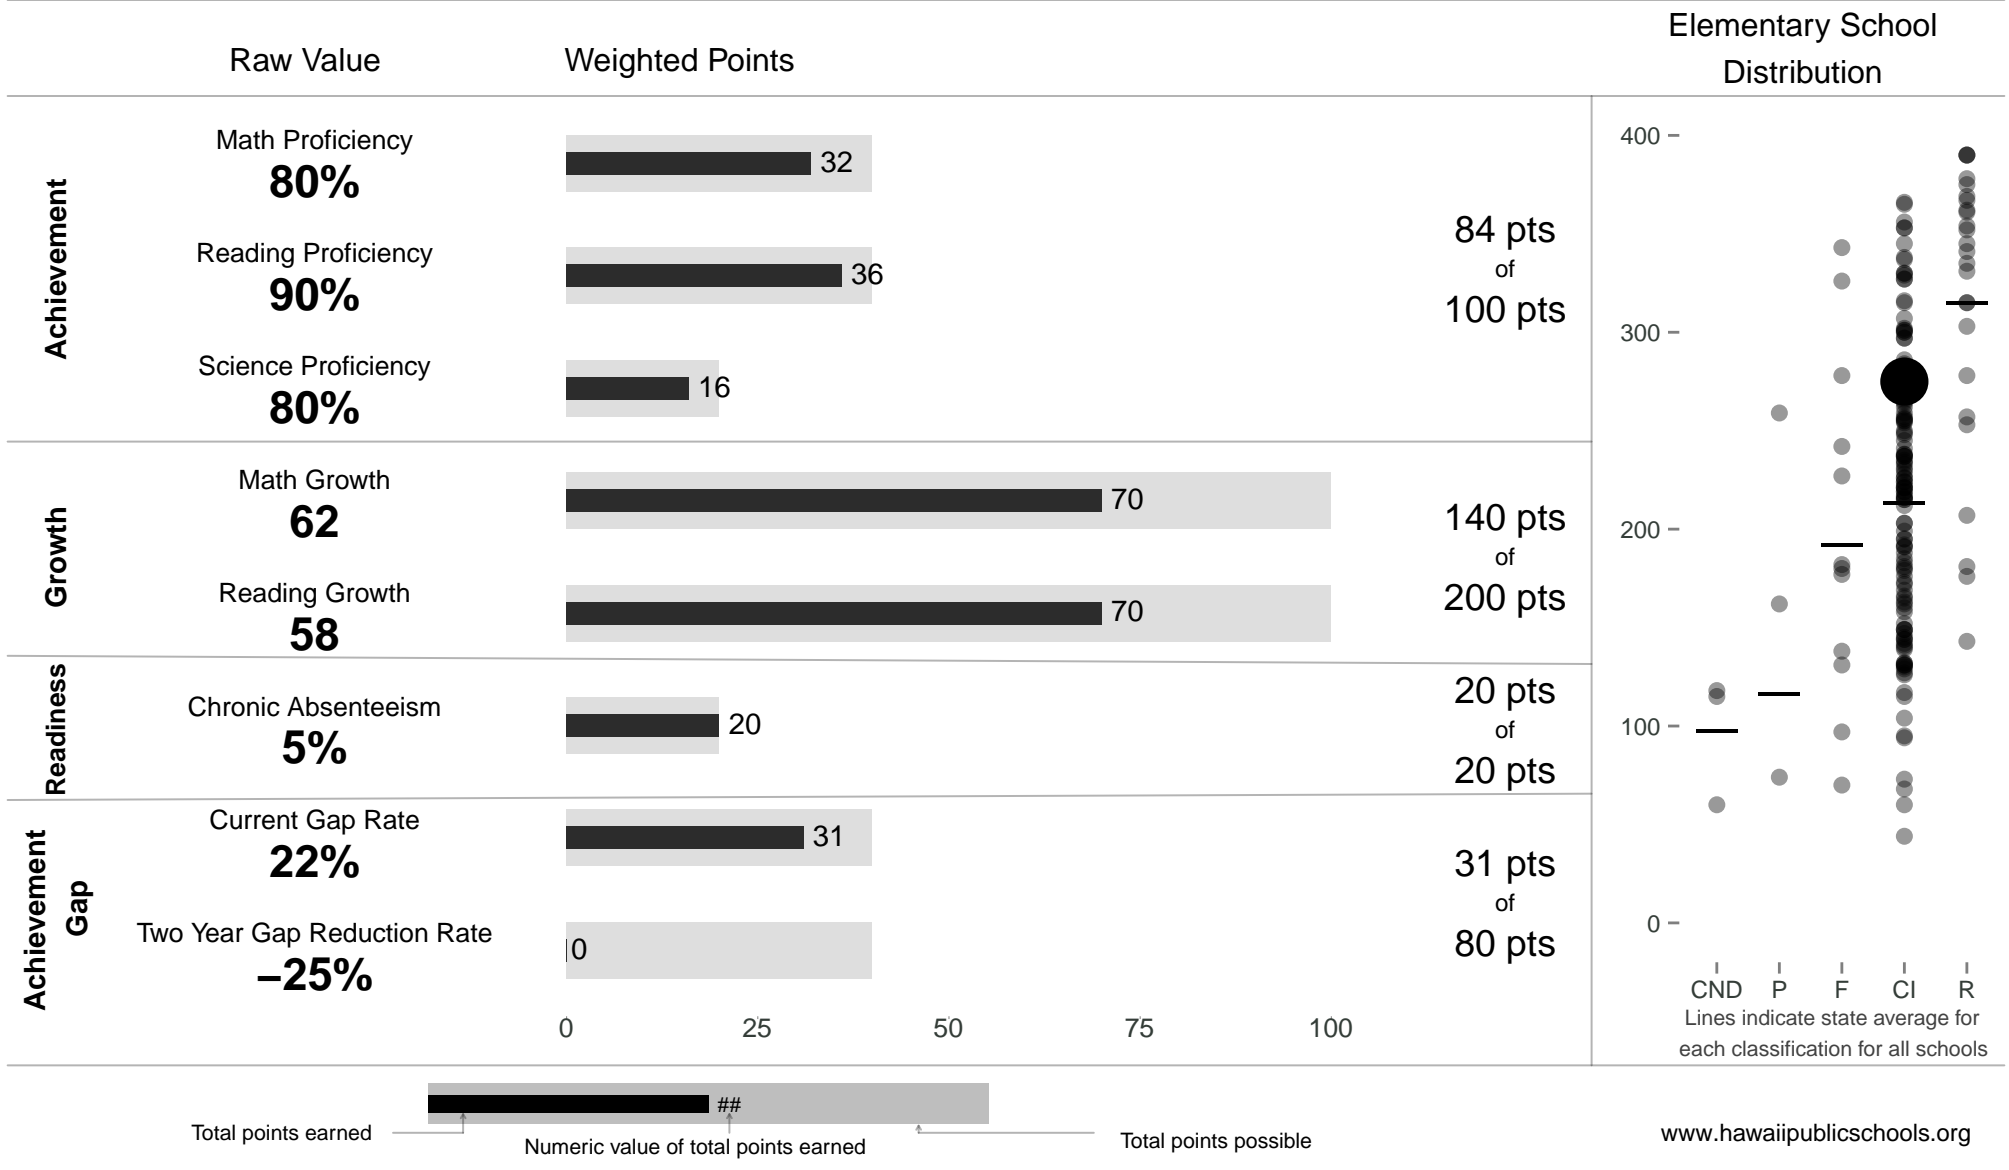 Raw Value
Weighted Points
Elementary School
Distribution
Achievement
Math Proficiency
80%
32
Reading Proficiency
90%
36
Science Proficiency
80%
16
84 pts
of
100 pts
Growth
Math Growth
62
70
Reading Growth
58
70
140 pts
of
200 pts
Readiness
Chronic Absenteeism
5%
20
20 pts
of
20 pts
Achievement
Gap
Current Gap Rate
22%
31
Two Year Gap Reduction Rate
−25%
0
31 pts
of
80 pts
0 25 50 75 100
400
300
200
100
0
CND P F CI R
Lines indicate state average for
each classification for all schools
##
Total points earned
Numeric value of total points earned
Total points possible
www.hawaiipublicschools.org